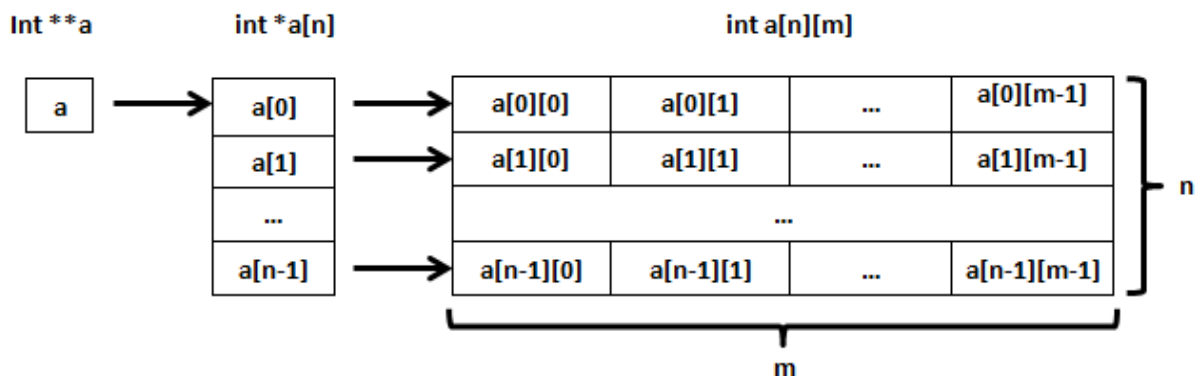 Int **a int *a[n] int a[n][m]
a a[0] a[0][0] a[0][1] ... a[0][m-1]
a[1] a[1][0] a[1][1] ... a[1][m-1]
... ... n
a[n-1] a[n-1][0] a[n-1][1] ... a[n-1][m-1]
m